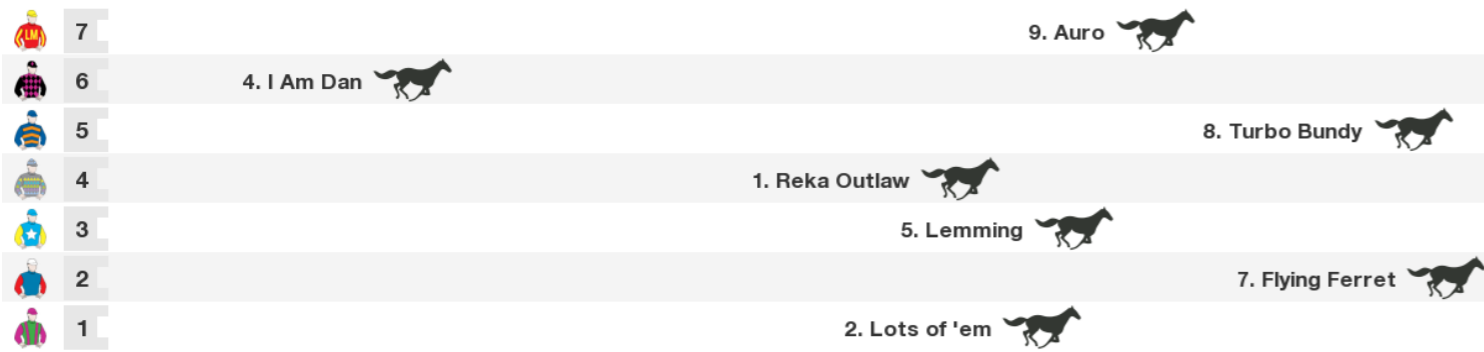 LM
7 9. Auro
6 4. I Am Dan
5 8. Turbo Bundy
4 1. Reka Outlaw
3 5. Lemming
2 7. Flying Ferret
1 2. Lots of 'em